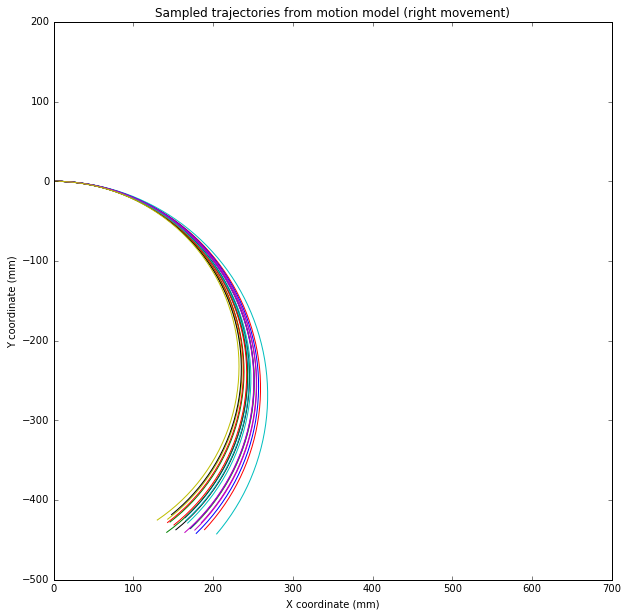 Sampled trajectories from motion model (right movement)
200
100
0
−100
−200
−300
−400
−500
Y coordinate (mm)
0 100 200 300 400 500 600 700
X coordinate (mm)